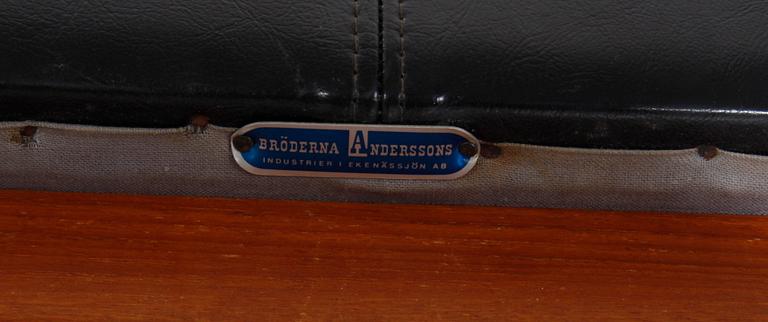 BRÖDERNA ANDERSSONS
INDUSTRIER I EKENÄSSJÖN AB